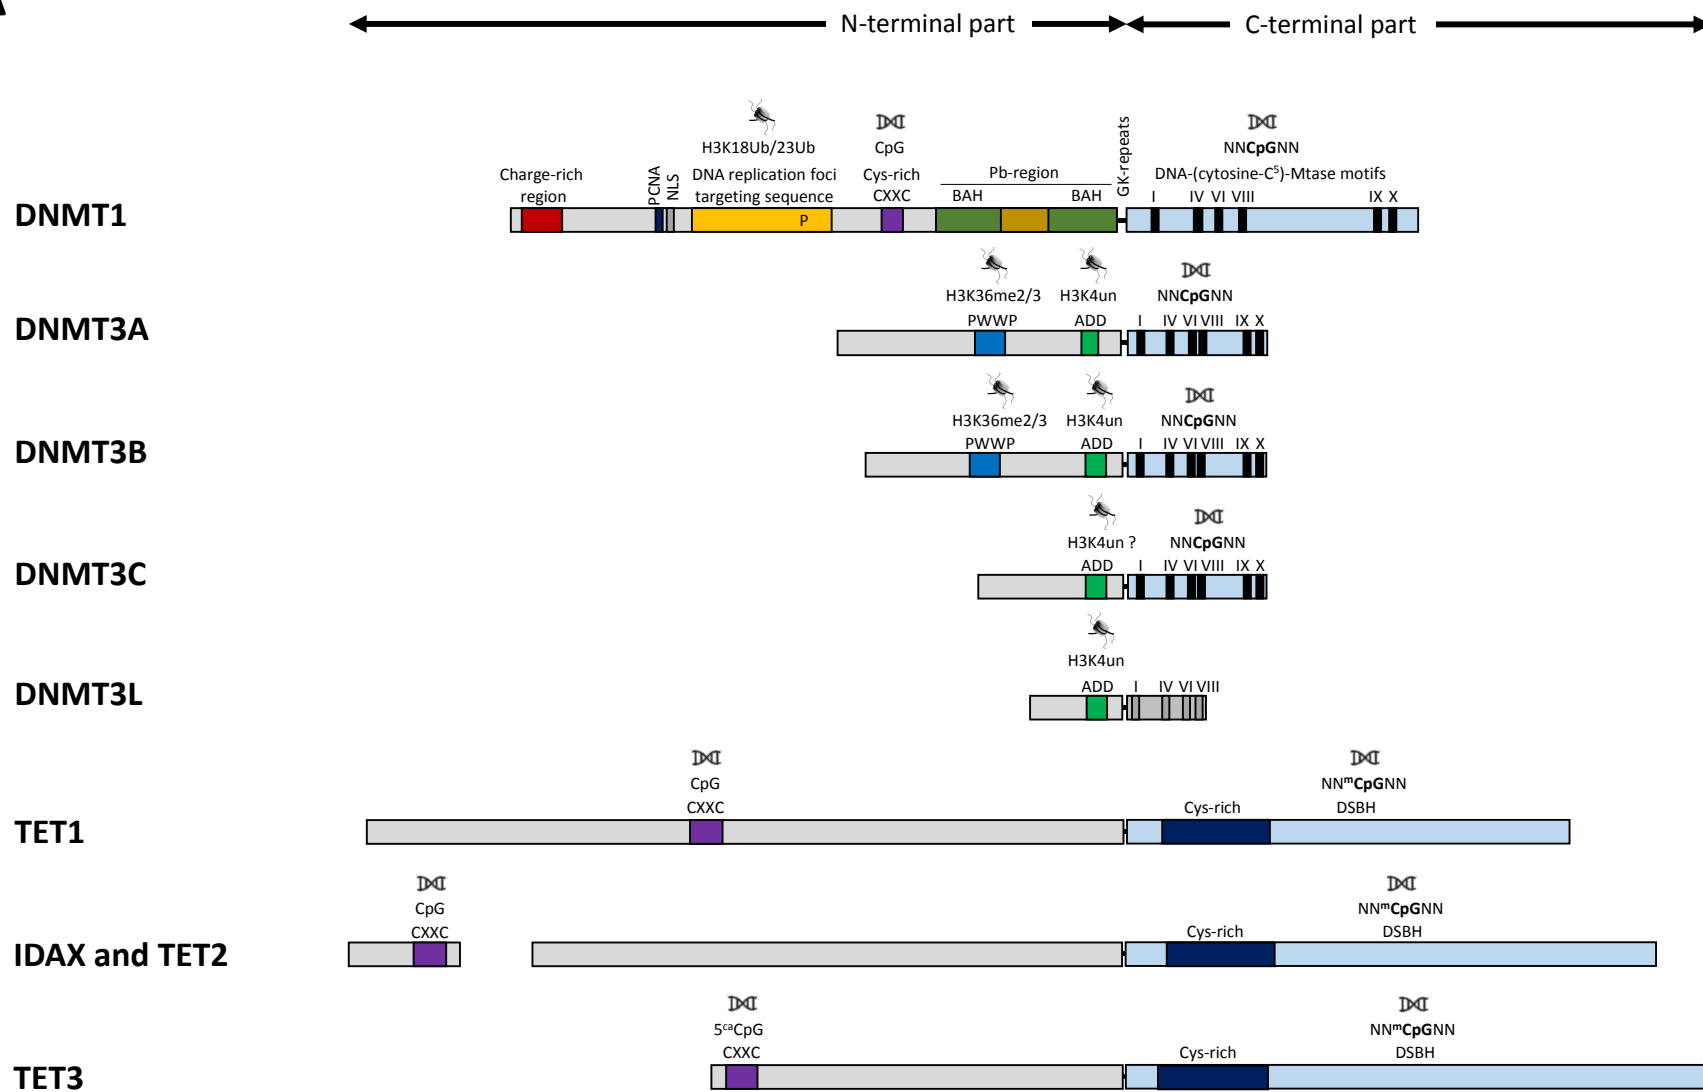 N-terminal part C-terminal part
H3K18Ub/23Ub CpG GK-repeats NNCpGNN
Charge-rich region PCNA NLS DNA replication foci targeting sequence Cys-rich CXXC Pb-region BAH BAH DNA-(cytosine-C⁵)-Mtase motifs
I IV VI VIII IX X
DNMT1 P
H3K36me2/3 H3K4un NNCpGNN
PWWP ADD I IV VI VIII IX X
DNMT3A
H3K36me2/3 H3K4un NNCpGNN
PWWP ADD I IV VI VIII IX X
DNMT3B
H3K4un ? NNCpGNN
ADD I IV VI VIII IX X
DNMT3C
H3K4un
ADD I IV VI VIII
DNMT3L
CpG NNᵐCpGNN
CXXC Cys-rich DSBH
TET1
CpG NNᵐCpGNN
CXXC Cys-rich DSBH
IDAX and TET2
5ᶜᵃCpG NNᵐCpGNN
CXXC Cys-rich DSBH
TET3